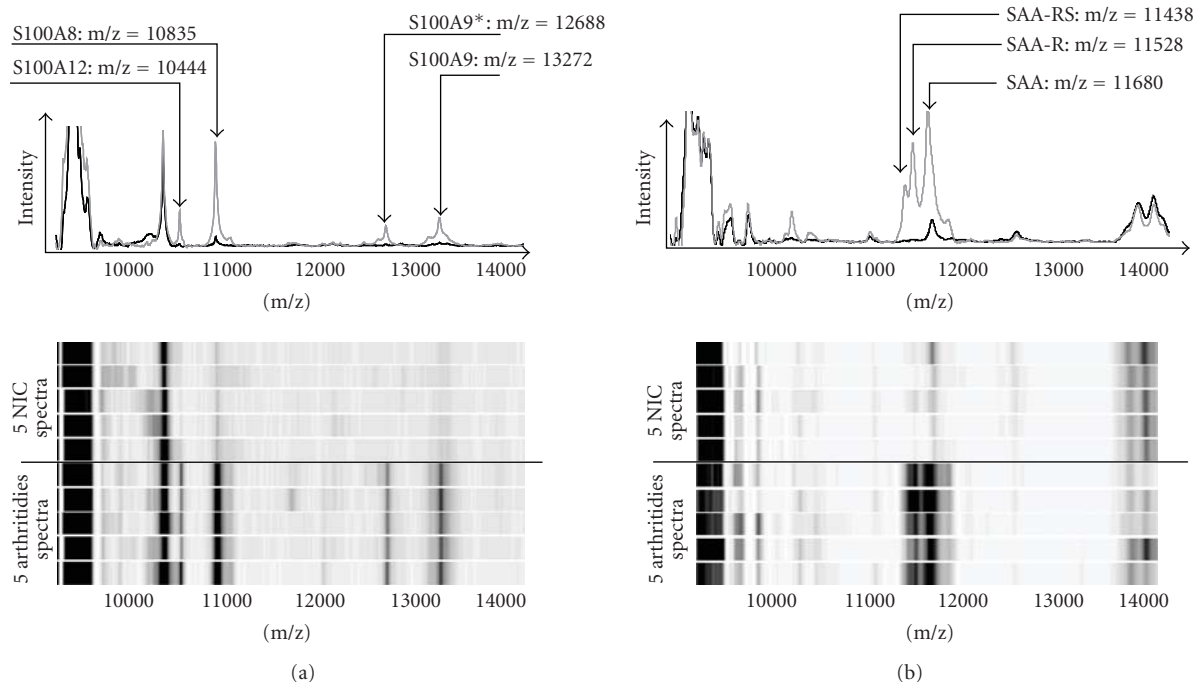 S100A8: m/z = 10835
S100A12: m/z = 10444
S100A9*: m/z = 12688
S100A9: m/z = 13272
Intensity
10000 11000 12000 13000 14000
(m/z)
SAA-RS: m/z = 11438
SAA-R: m/z = 11528
SAA: m/z = 11680
Intensity
10000 11000 12000 13000 14000
(m/z)
5 NIC
spectra
5 arthritidies
spectra
10000 11000 12000 13000 14000
(m/z)
(a)
5 NIC
spectra
5 arthritidies
spectra
10000 11000 12000 13000 14000
(m/z)
(b)